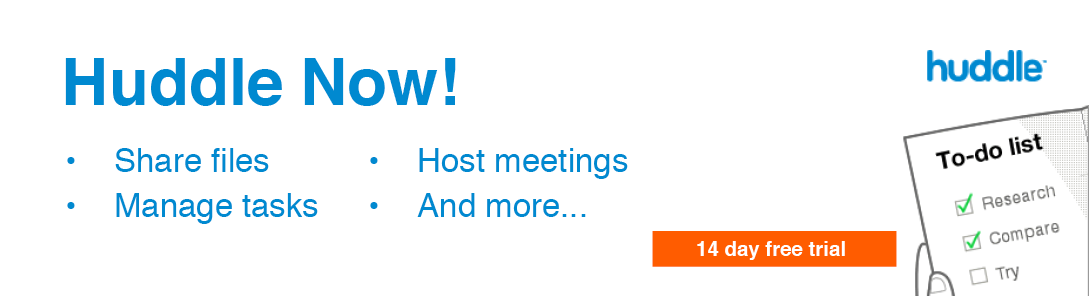 Huddle Now!
• Share files
• Manage tasks
• Host meetings
• And more...
14 day free trial
huddle
To-do list
Research
Compare
Try